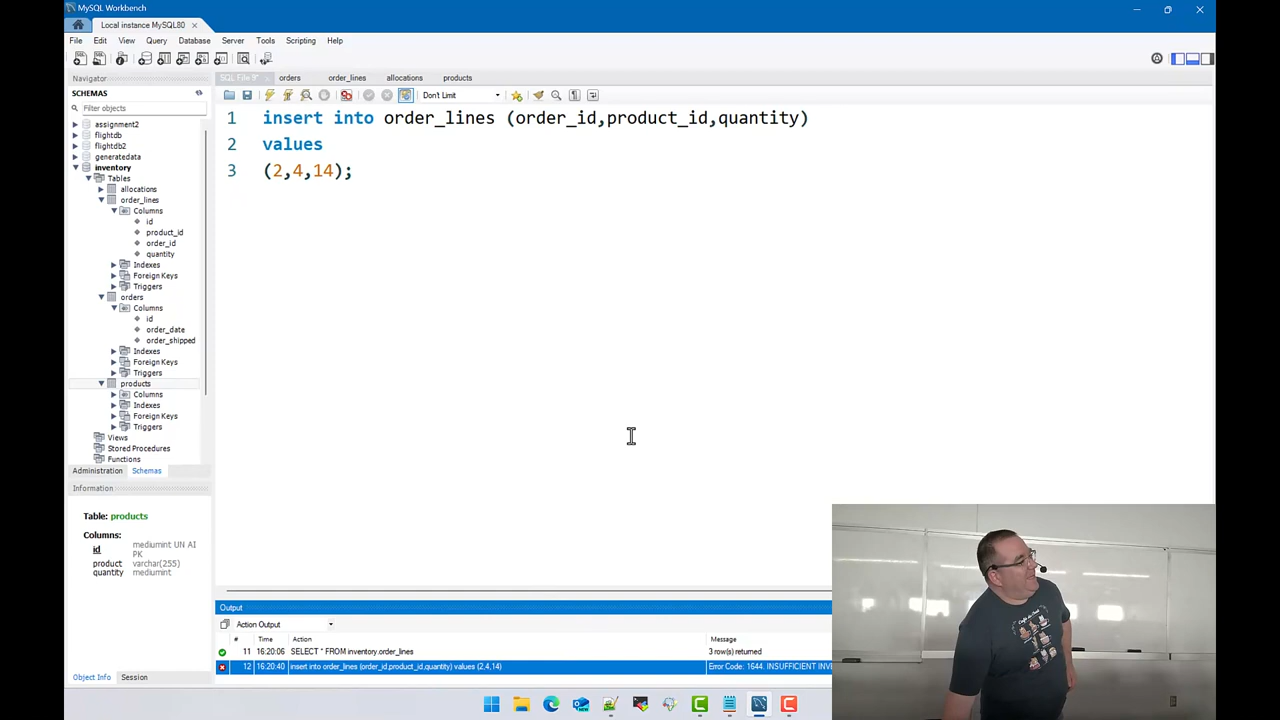 MySQL Workbench
Local instance MySQL80
File Edit View Query Database Server Tools Scripting Help
Navigator
SCHEMAS
Filter objects
assignment2
flightdb
flightdb2
generatedata
inventory
Tables
allocations
order_lines
Columns
id
product_id
order_id
quantity
Indexes
Foreign Keys
Triggers
orders
Columns
id
order_date
order_shipped
Indexes
Foreign Keys
Triggers
products
Columns
Indexes
Foreign Keys
Triggers
Views
Stored Procedures
Functions
Administration Schemas
Information
Table: products
Columns:
id mediumint UN AI PK
product varchar(255)
quantity mediumint
Object Info Session
SQL File 9* orders order_lines allocations products
Don't Limit
1 insert into order_lines (order_id,product_id,quantity)
2 values
3 (2,4,14);
Output
Action Output
# Time Action Message
11 16:20:06 SELECT * FROM inventory.order_lines 3 row(s) returned
12 16:20:40 insert into order_lines (order_id,product_id,quantity) values (2,4,14) Error Code: 1644. INSUFFICIENT INV